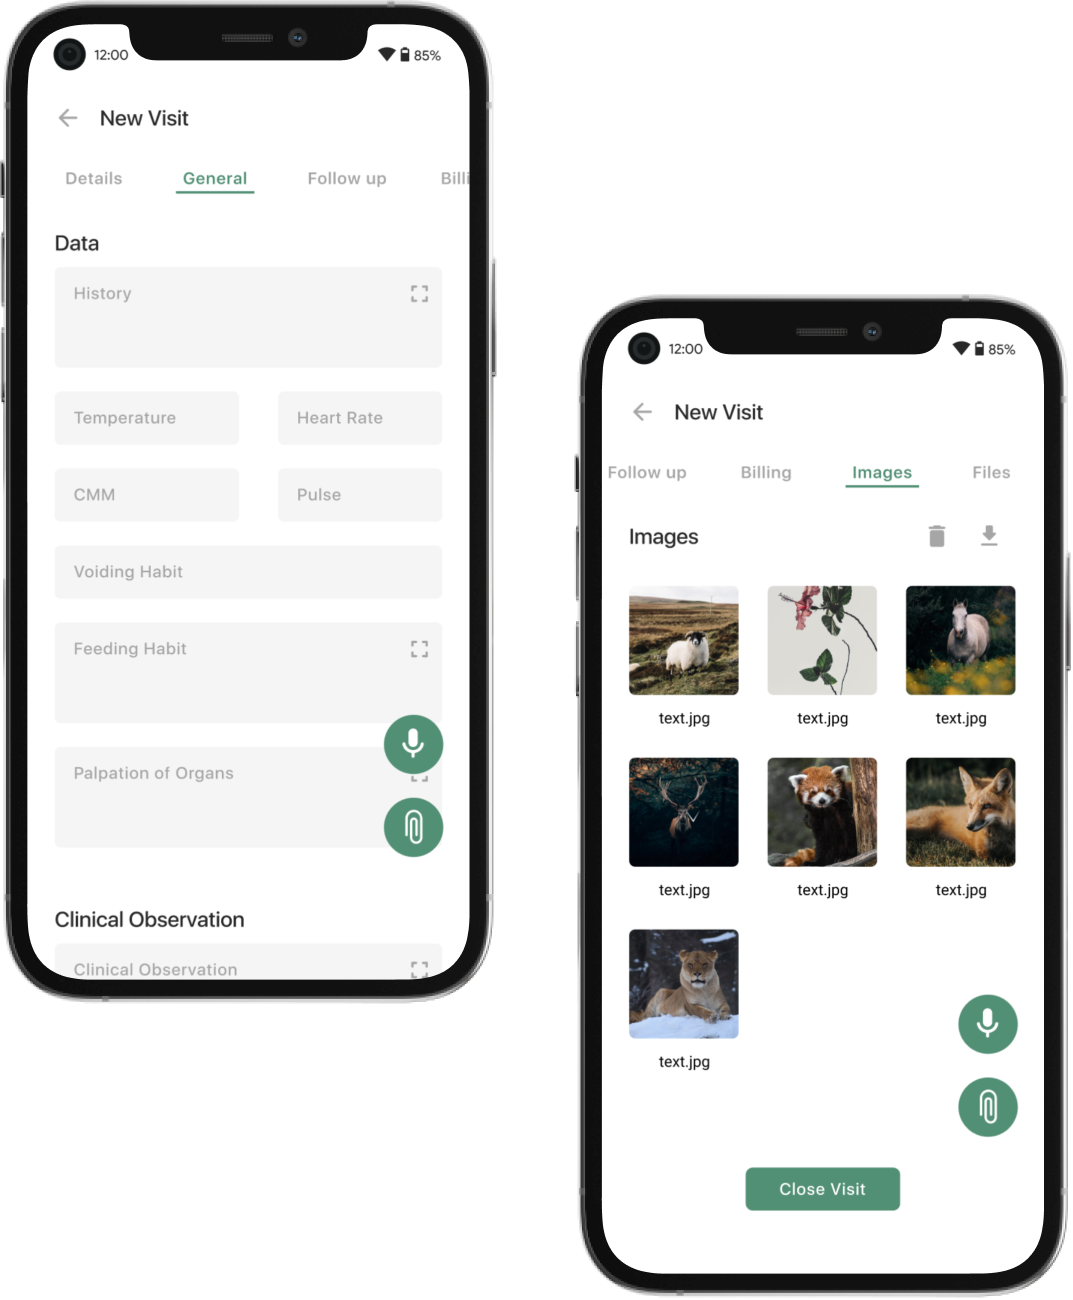 12:00 85%
New Visit
Details General Follow up Billi
Data
History
Temperature Heart Rate
CMM Pulse
Voiding Habit
Feeding Habit
Palpation of Organs
Clinical Observation
Clinical Observation
12:00 85%
New Visit
Follow up Billing Images Files
Images
text.jpg text.jpg text.jpg
text.jpg text.jpg text.jpg
text.jpg
Close Visit